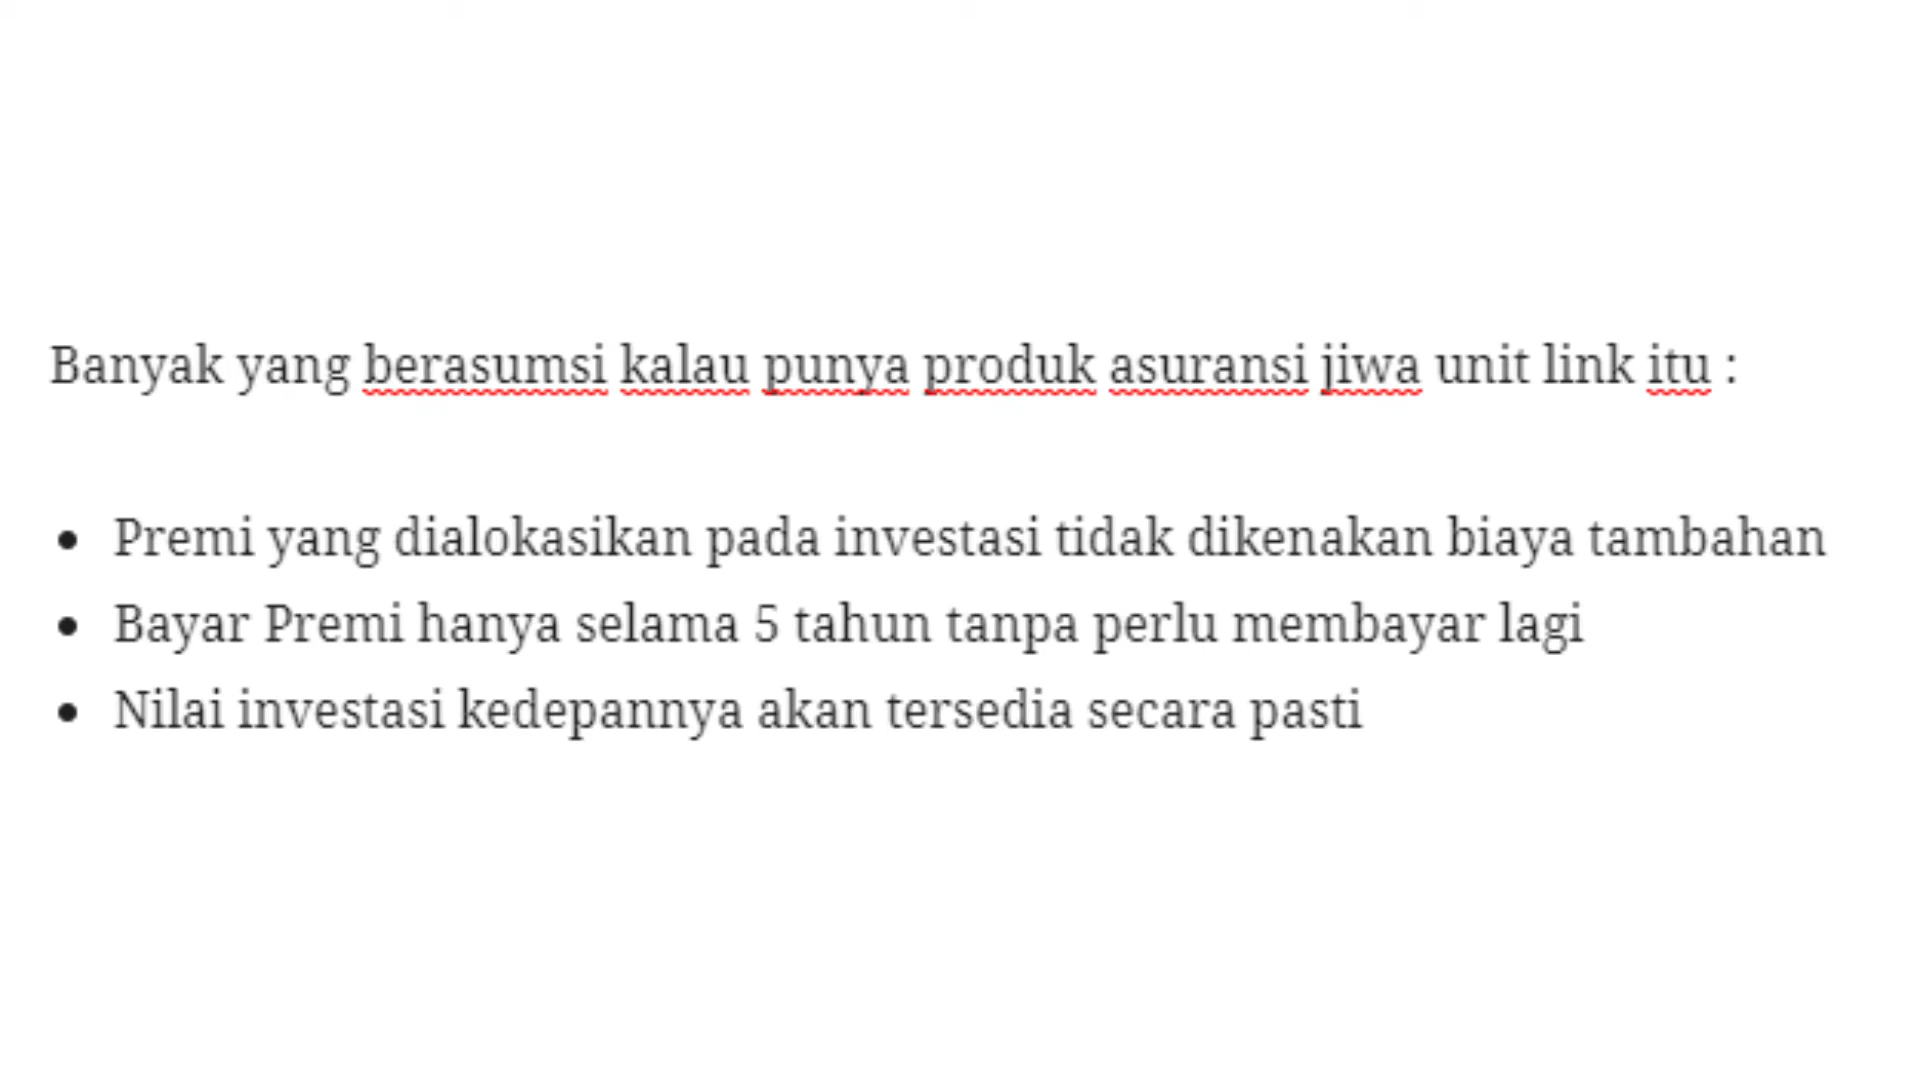 Banyak yang berasumsi kalau punya produk asuransi jiwa unit link itu :
• Premi yang dialokasikan pada investasi tidak dikenakan biaya tambahan
• Bayar Premi hanya selama 5 tahun tanpa perlu membayar lagi
• Nilai investasi kedepannya akan tersedia secara pasti